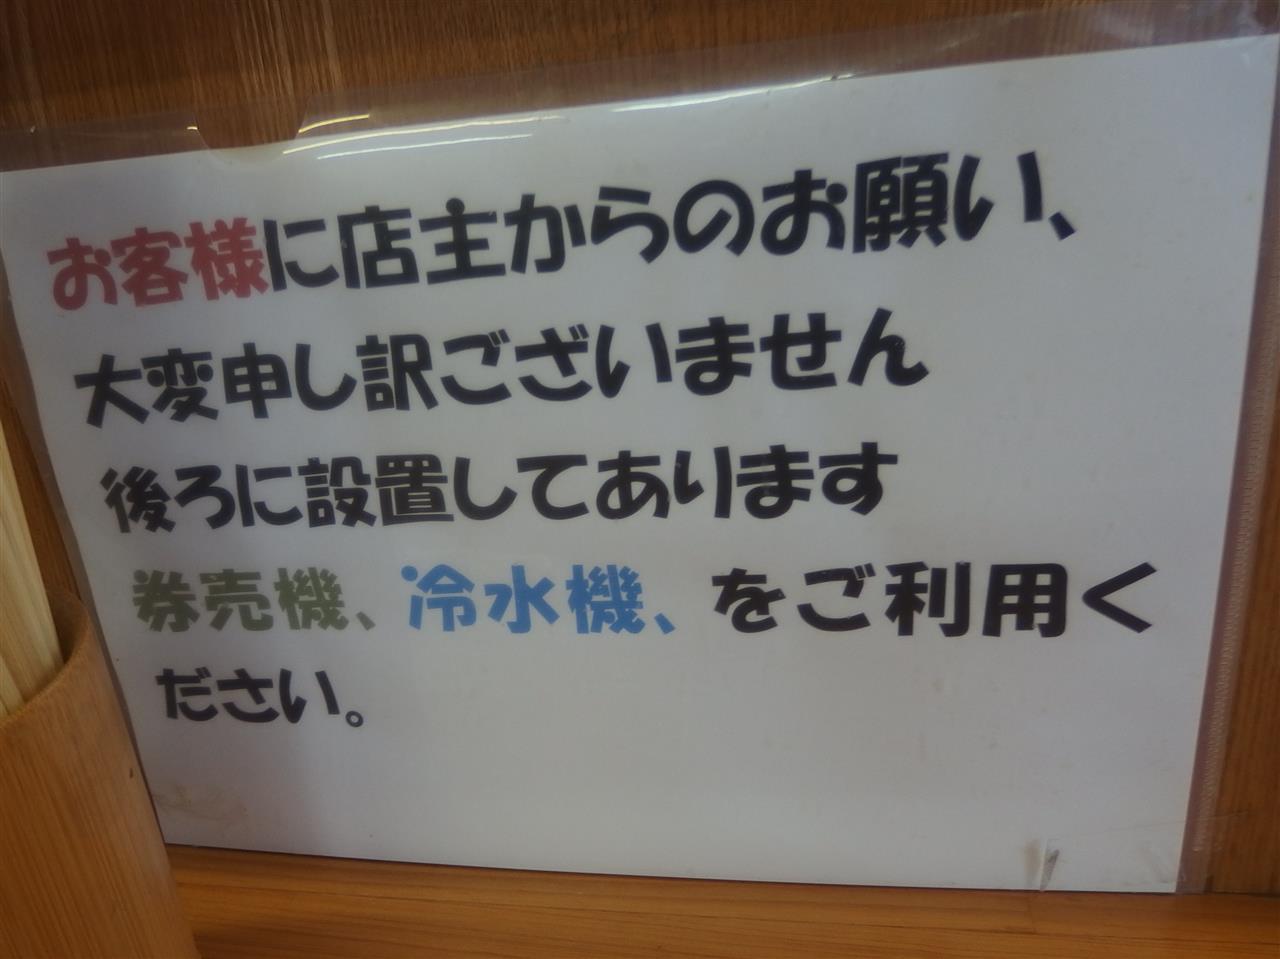 お客様に店主からのお願い、
大変申し訳ございません
後ろに設置してあります
券売機、冷水機、をご利用く
ださい。